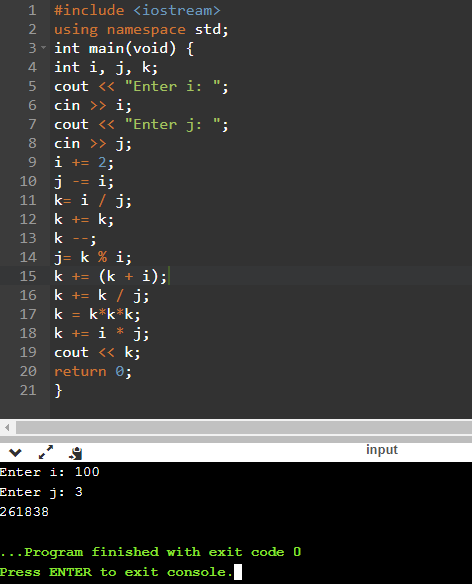 1 #include <iostream>
2 using namespace std;
3 int main(void) {
4 int i, j, k;
5 cout << "Enter i: ";
6 cin >> i;
7 cout << "Enter j: ";
8 cin >> j;
9 i += 2;
10 j -= i;
11 k= i / j;
12 k += k;
13 k --;
14 j= k % i;
15 k += (k + i);
16 k += k / j;
17 k = k*k*k;
18 k += i * j;
19 cout << k;
20 return 0;
21 }
input
Enter i: 100
Enter j: 3
261838
...Program finished with exit code 0
Press ENTER to exit console.